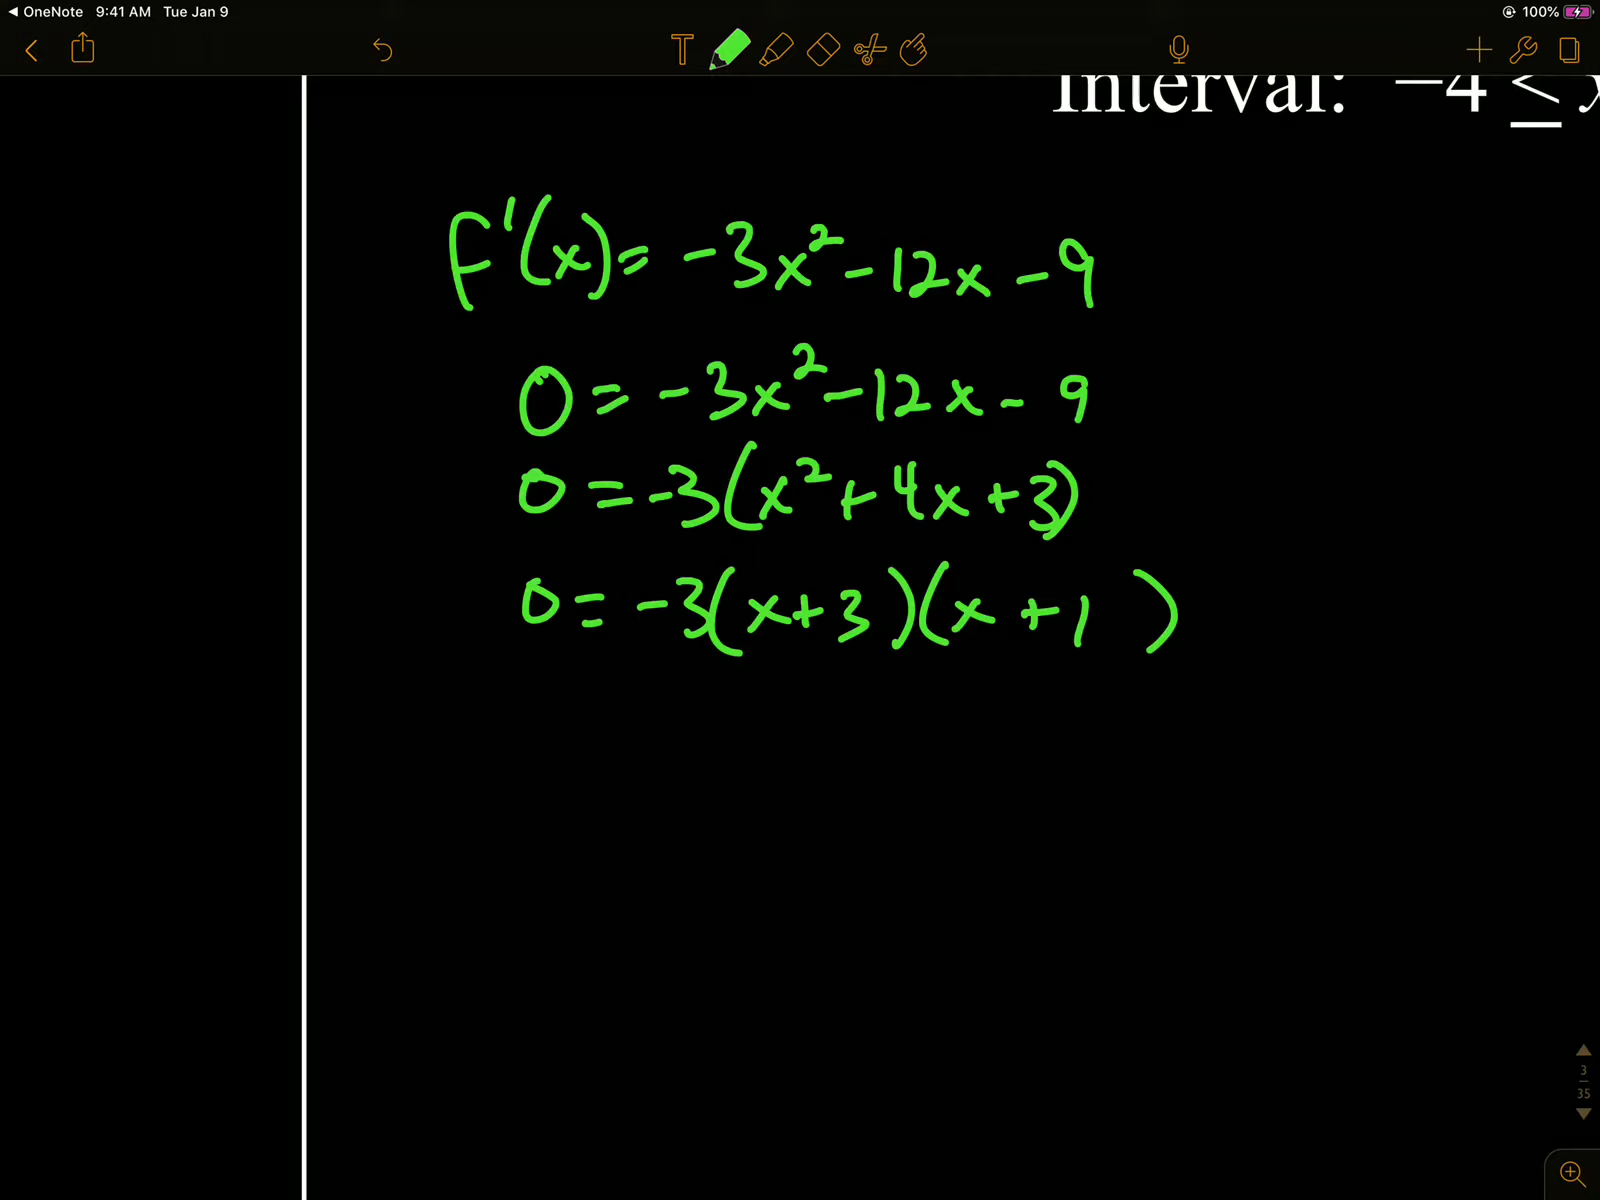 ◀ OneNote 9:41 AM Tue Jan 9 100%
T
Interval: −4 ≤ x
F'(x) = -3x² - 12x - 9
0 = -3x² - 12x - 9
0 = -3(x² + 4x + 3)
0 = -3(x+3)(x + 1 )
3
35